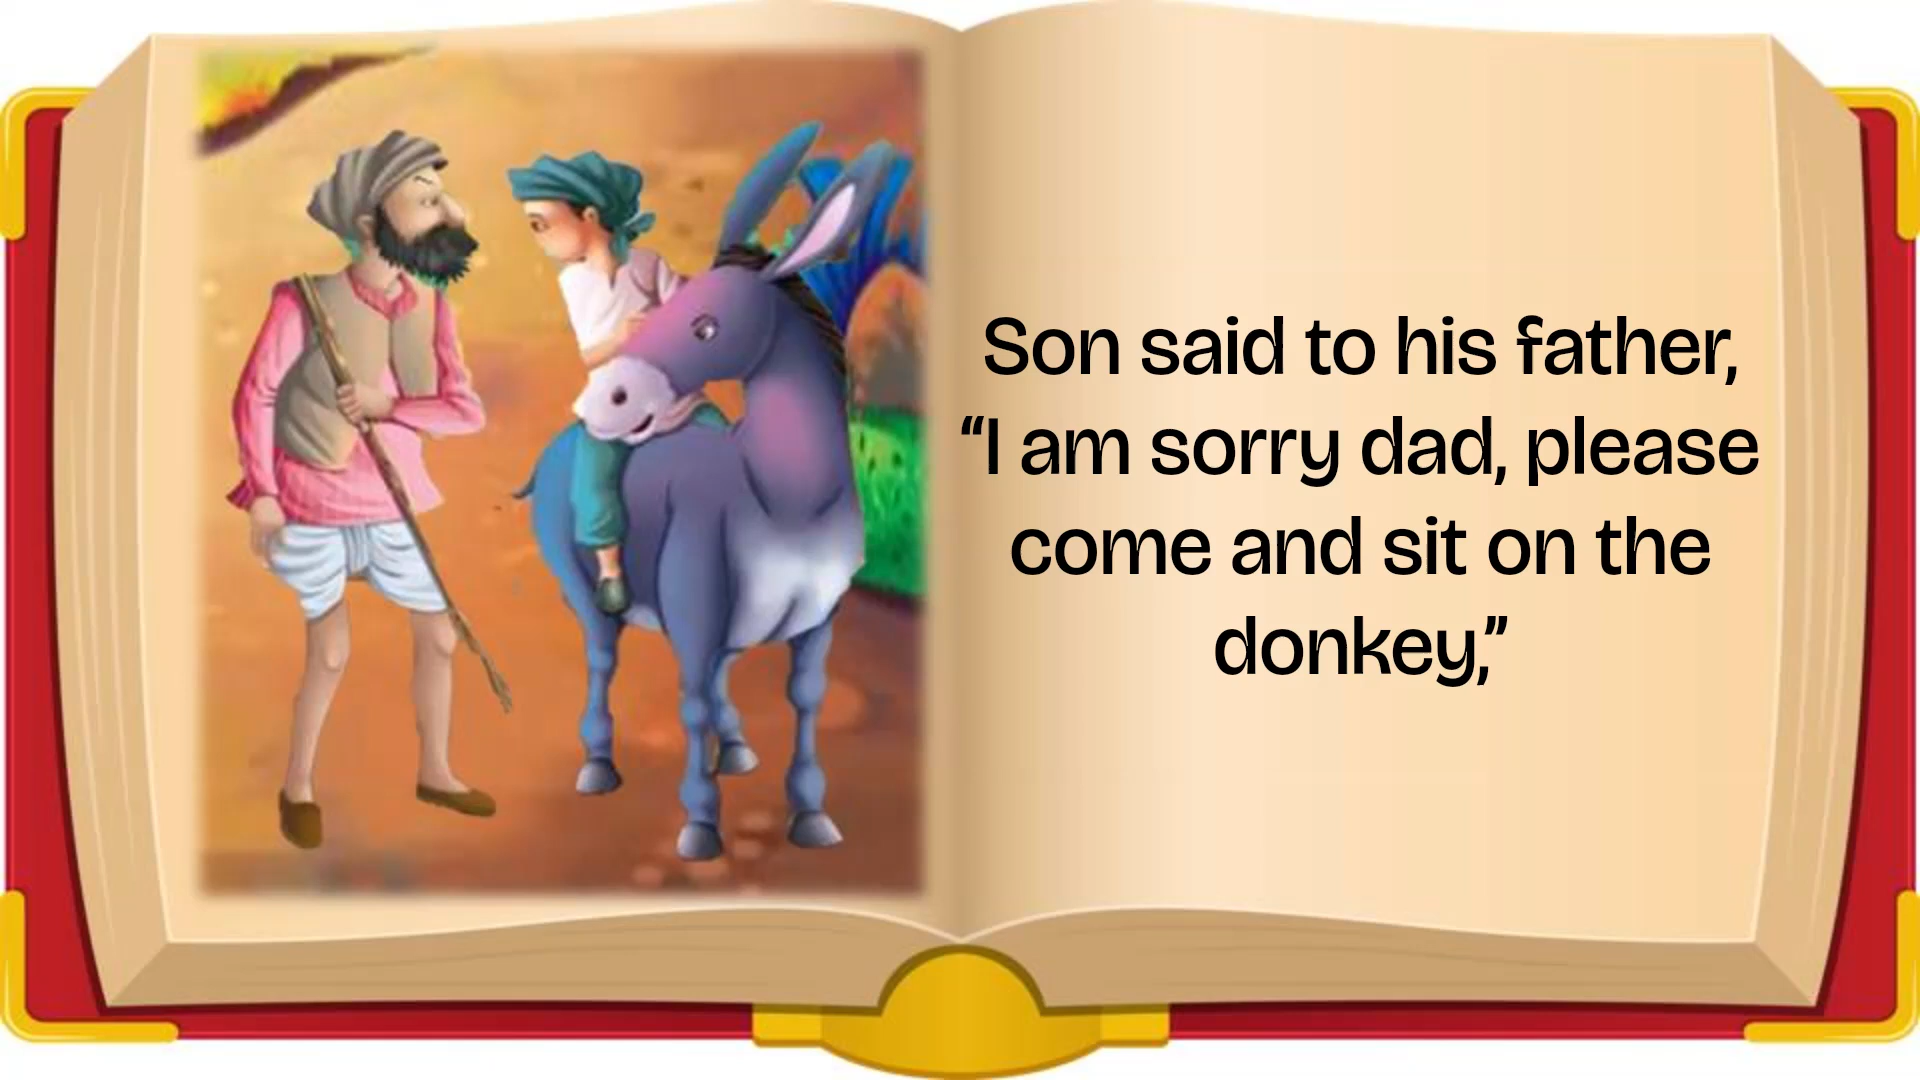 Son said to his father,
“I am sorry dad, please
come and sit on the
donkey,”